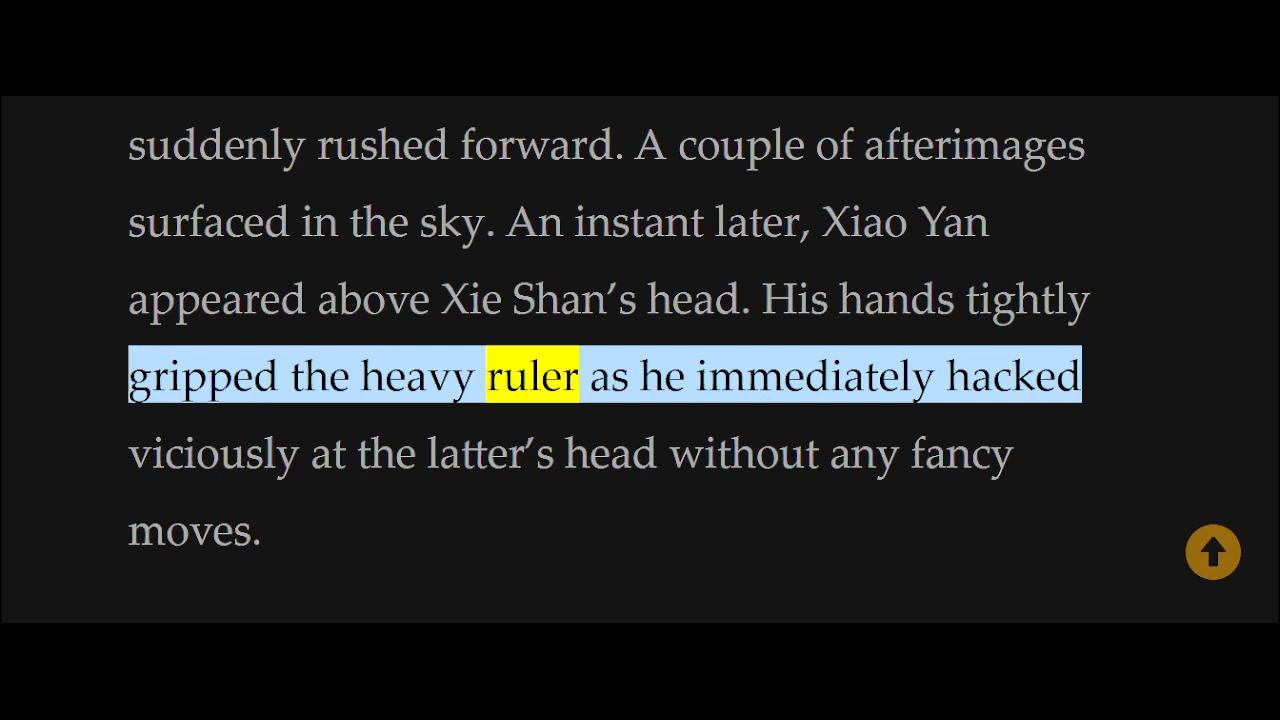 suddenly rushed forward. A couple of afterimages
surfaced in the sky. An instant later, Xiao Yan
appeared above Xie Shan’s head. His hands tightly
gripped the heavy ruler as he immediately hacked
viciously at the latter’s head without any fancy
moves.